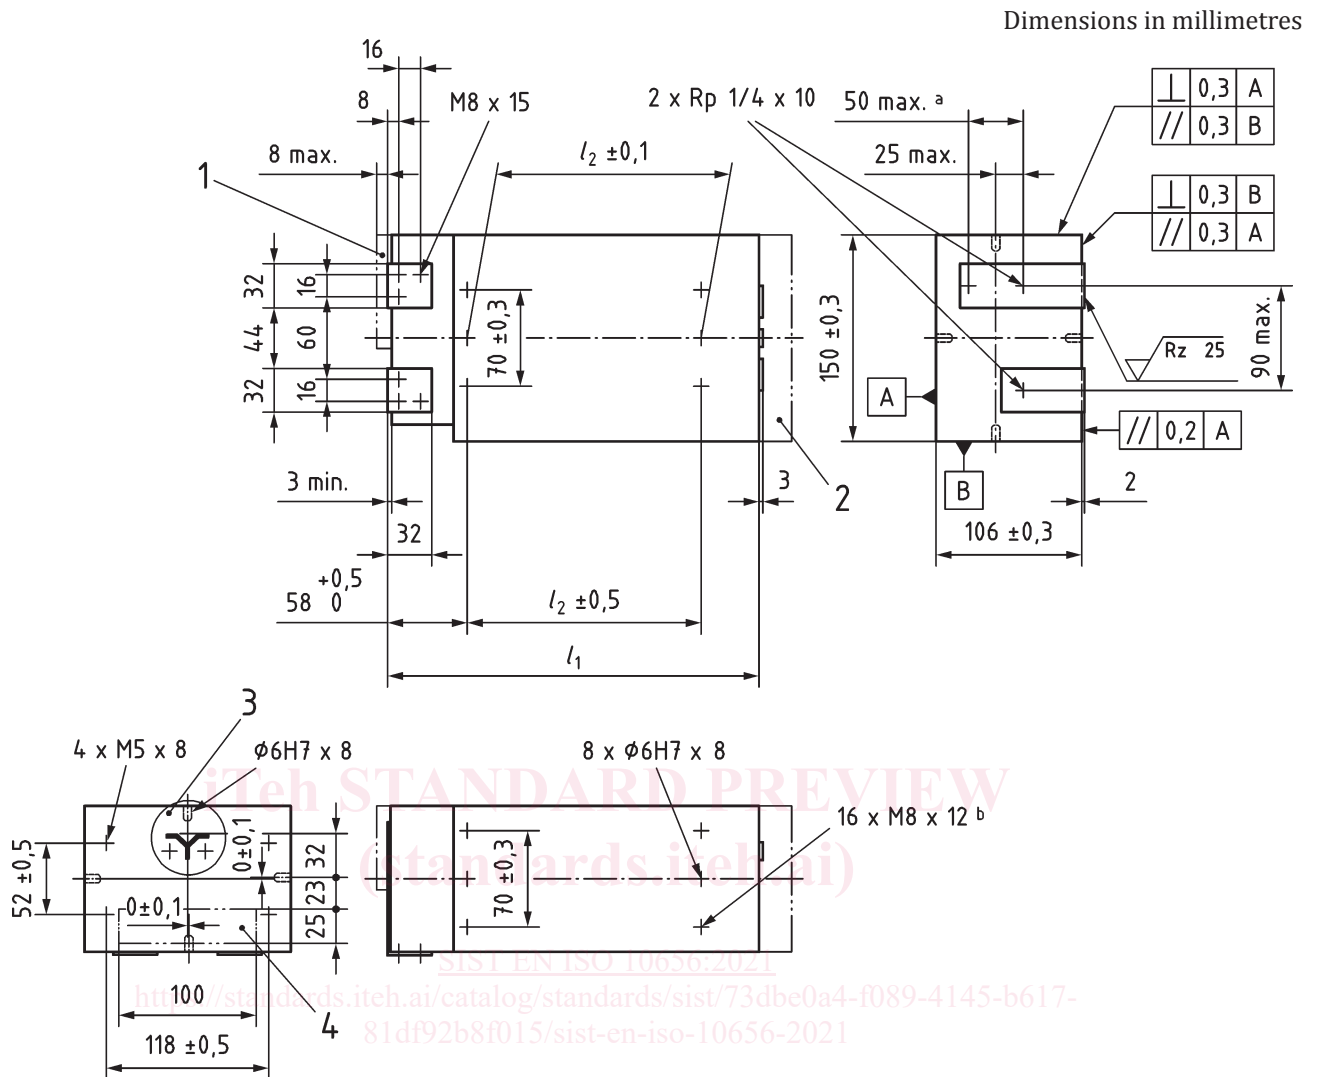 Dimensions in millimetres
16
8
M8 x 15
2 x Rp 1/4 x 10
50 max. a
⊥ 0,3 A
// 0,3 B
8 max.
l2 ±0,1
25 max.
1
⊥ 0,3 B
// 0,3 A
32
16
44
60
32
16
70 ±0,3
150 ±0,3
90 max.
Rz 25
A
// 0,2 A
B
3 min.
3
2
2
32
106 ±0,3
58 +0,5 0
l2 ±0,5
l1
3
4 x M5 x 8
Φ6H7 x 8
8 x Φ6H7 x 8
iTeh STANDARD PREVIEW
16 x M8 x 12 b
(standards.iteh.ai)
52 ±0,5
0±0,1
0±0,1
32
23
25
70 ±0,3
SIST EN ISO 10656:2021
https://standards.iteh.ai/catalog/standards/sist/73dbe0a4-f089-4145-b617-
81df92b8f015/sist-en-iso-10656-2021
100
4
118 ±0,5